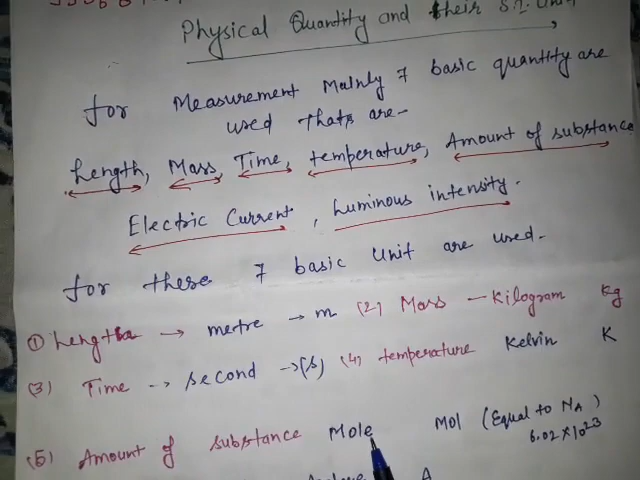 Physical Quantity and their S.I. Unit
for Measurement Mainly 7 basic quantity are
used thats are-
Length, Mass, Time, temperature, Amount of substance
Electric Current, Luminous intensity.
for these 7 basic Unit are used-
① Length → metre → m (2) Mass – Kilogram Kg
(3) Time → second → (s) (4) temperature Kelvin K
(5) Amount of substance Mole Mol (Equal to NA)
6.02×10²³
A